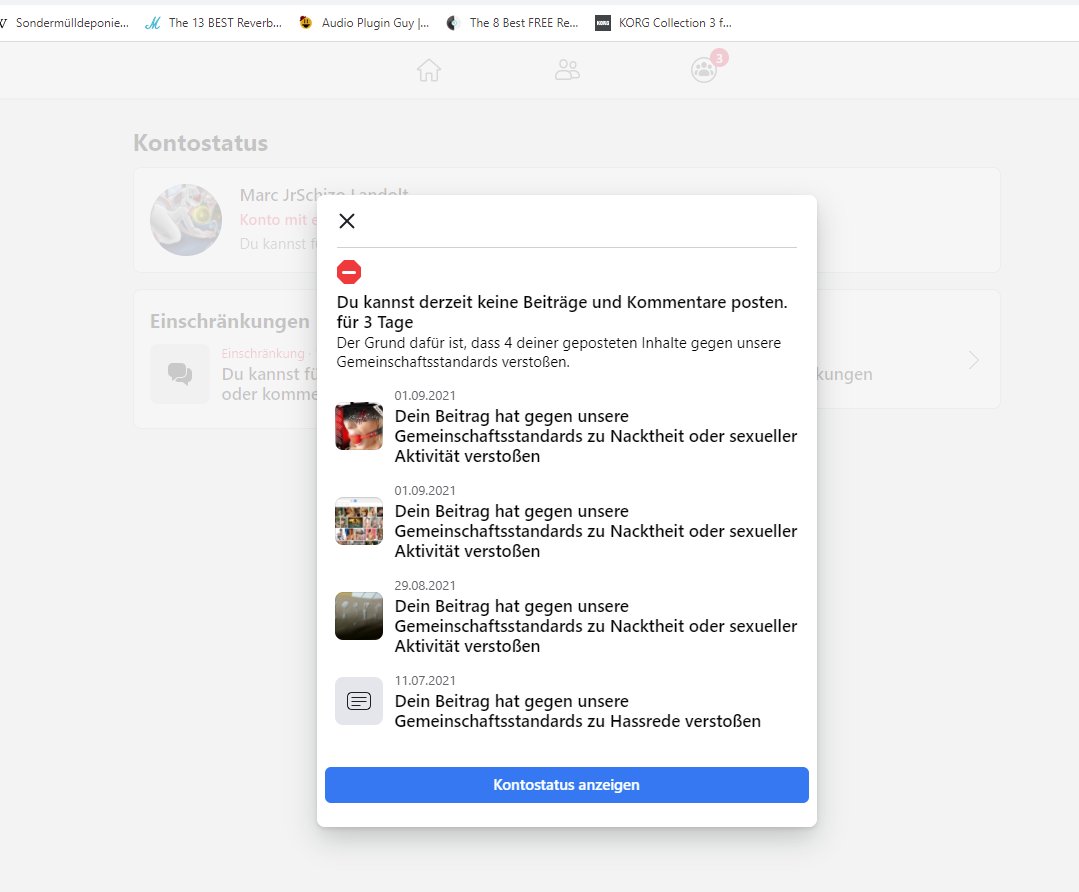 Sondermülldeponie...
The 13 BEST Reverb...
Audio Plugin Guy |...
The 8 Best FREE Re...
KORG
KORG Collection 3 f...
3
Kontostatus
Marc JrSchizo Landolt
Konto mit e
Du kannst f
Einschränkungen
Einschränkung ·
Du kannst fü
oder komme
kungen
Du kannst derzeit keine Beiträge und Kommentare posten.
für 3 Tage
Der Grund dafür ist, dass 4 deiner geposteten Inhalte gegen unsere
Gemeinschaftsstandards verstoßen.
01.09.2021
Dein Beitrag hat gegen unsere
Gemeinschaftsstandards zu Nacktheit oder sexueller
Aktivität verstoßen
01.09.2021
Dein Beitrag hat gegen unsere
Gemeinschaftsstandards zu Nacktheit oder sexueller
Aktivität verstoßen
29.08.2021
Dein Beitrag hat gegen unsere
Gemeinschaftsstandards zu Nacktheit oder sexueller
Aktivität verstoßen
11.07.2021
Dein Beitrag hat gegen unsere
Gemeinschaftsstandards zu Hassrede verstoßen
Kontostatus anzeigen